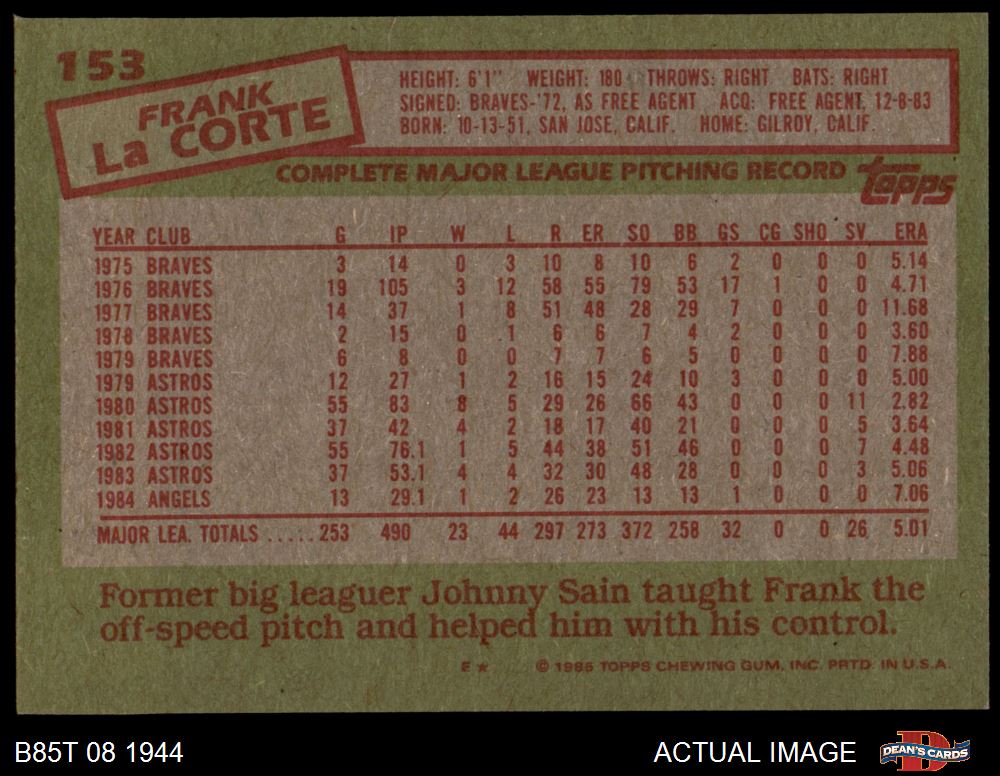 153
FRANK
La CORTE
HEIGHT: 6'1" WEIGHT: 180 THROWS: RIGHT BATS: RIGHT
SIGNED: BRAVES-'72, AS FREE AGENT ACQ: FREE AGENT, 12-8-83
BORN: 10-13-51, SAN JOSE, CALIF. HOME: GILROY, CALIF.
COMPLETE MAJOR LEAGUE PITCHING RECORD topps
YEAR CLUB G IP W L R ER SO BB GS CG SHO SV ERA
1975 BRAVES 3 14 0 3 10 8 10 6 2 0 0 0 5.14
1976 BRAVES 19 105 3 12 58 55 79 53 17 1 0 0 4.71
1977 BRAVES 14 37 1 8 51 48 28 29 7 0 0 0 11.68
1978 BRAVES 2 15 0 1 6 6 7 4 2 0 0 0 3.60
1979 BRAVES 6 8 0 0 7 7 6 5 0 0 0 0 7.88
1979 ASTROS 12 27 1 2 16 15 24 10 3 0 0 0 5.00
1980 ASTROS 55 83 8 5 29 26 66 43 0 0 0 11 2.82
1981 ASTROS 37 42 4 2 18 17 40 21 0 0 0 5 3.64
1982 ASTROS 55 76.1 1 5 44 38 51 46 0 0 0 7 4.48
1983 ASTROS 37 53.1 4 4 32 30 48 28 0 0 0 3 5.06
1984 ANGELS 13 29.1 1 2 26 23 13 13 1 0 0 0 7.06
MAJOR LEA. TOTALS ..... 253 490 23 44 297 273 372 258 32 0 0 26 5.01
Former big leaguer Johnny Sain taught Frank the
off-speed pitch and helped him with his control.
F ★ © 1985 TOPPS CHEWING GUM, INC. PRTD. IN U.S.A.
B85T 08 1944 ACTUAL IMAGE DEAN'S CARDS